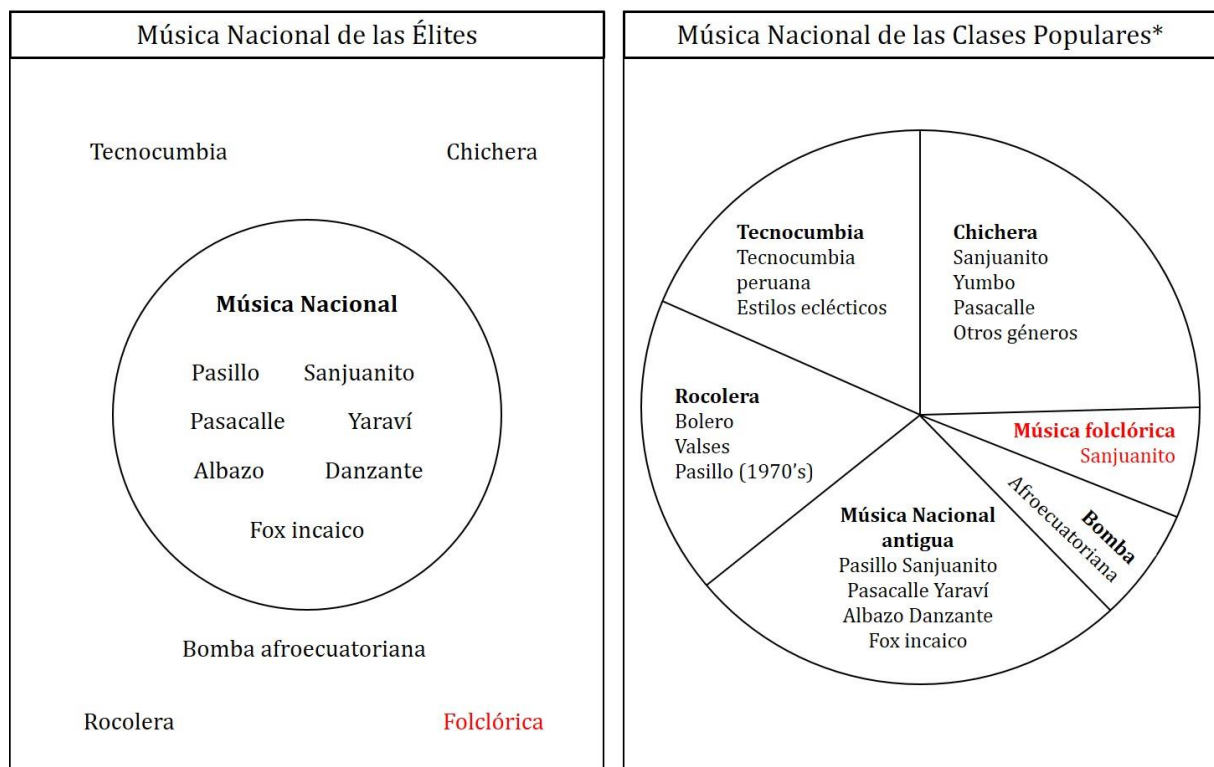 Música Nacional de las Élites
Tecnocumbia
Chichera
Música Nacional
Pasillo
Sanjuanito
Pasacalle
Yaraví
Albazo
Danzante
Fox incaico
Bomba afroecuatoriana
Rocolera
Folclórica
Música Nacional de las Clases Populares*
Tecnocumbia
Tecnocumbia
peruana
Estilos eclécticos
Chichera
Sanjuanito
Yumbo
Pasacalle
Otros géneros
Rocolera
Bolero
Valses
Pasillo (1970's)
Música folclórica
Sanjuanito
Bomba
Afroecuatoriana
Música Nacional
antigua
Pasillo Sanjuanito
Pasacalle Yaraví
Albazo Danzante
Fox incaico